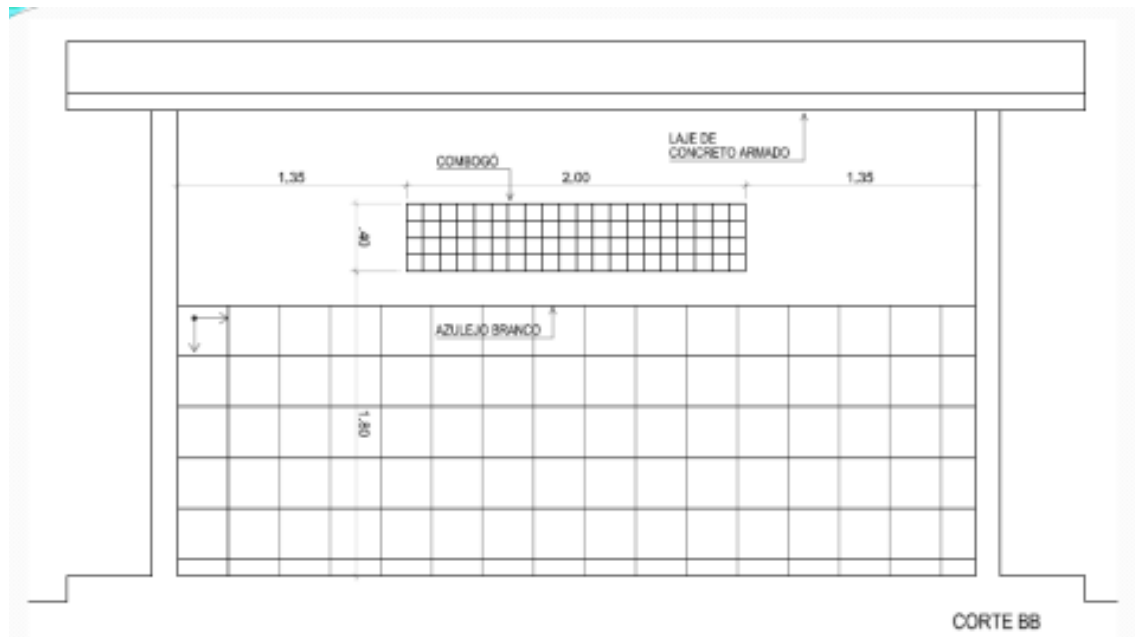 LAJE DE
CONCRETO ARMADO
COMBOGÓ
1,35
2,00
1,35
,40
AZULEJO BRANCO
1,80
CORTE BB